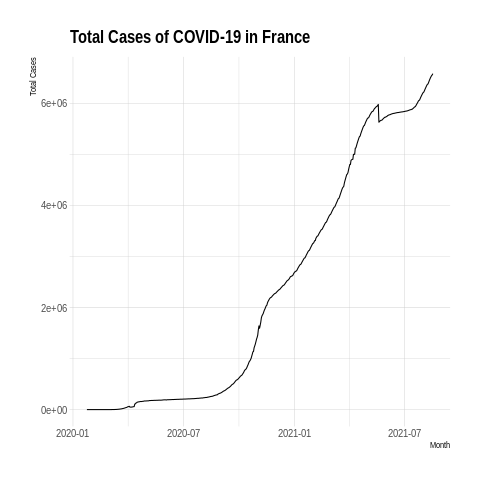 Total Cases of COVID-19 in France
Total Cases
6e+06
4e+06
2e+06
0e+00
2020-01 2020-07 2021-01 2021-07
Month